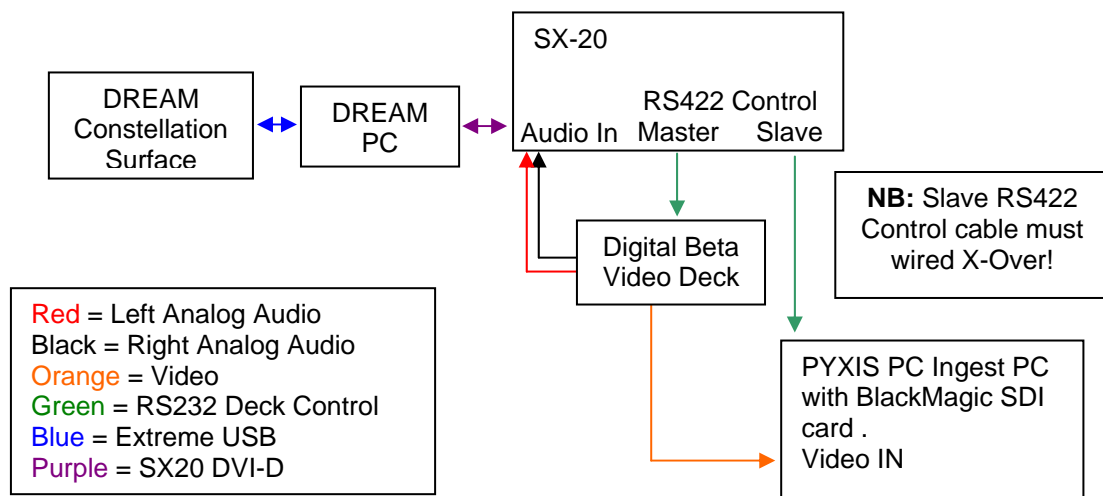 SX-20
RS422 Control
Audio In Master Slave
DREAM
Constellation
Surface
DREAM
PC
NB: Slave RS422
Control cable must
wired X-Over!
Digital Beta
Video Deck
Red = Left Analog Audio
Black = Right Analog Audio
Orange = Video
Green = RS232 Deck Control
Blue = Extreme USB
Purple = SX20 DVI-D
PYXIS PC Ingest PC
with BlackMagic SDI
card .
Video IN